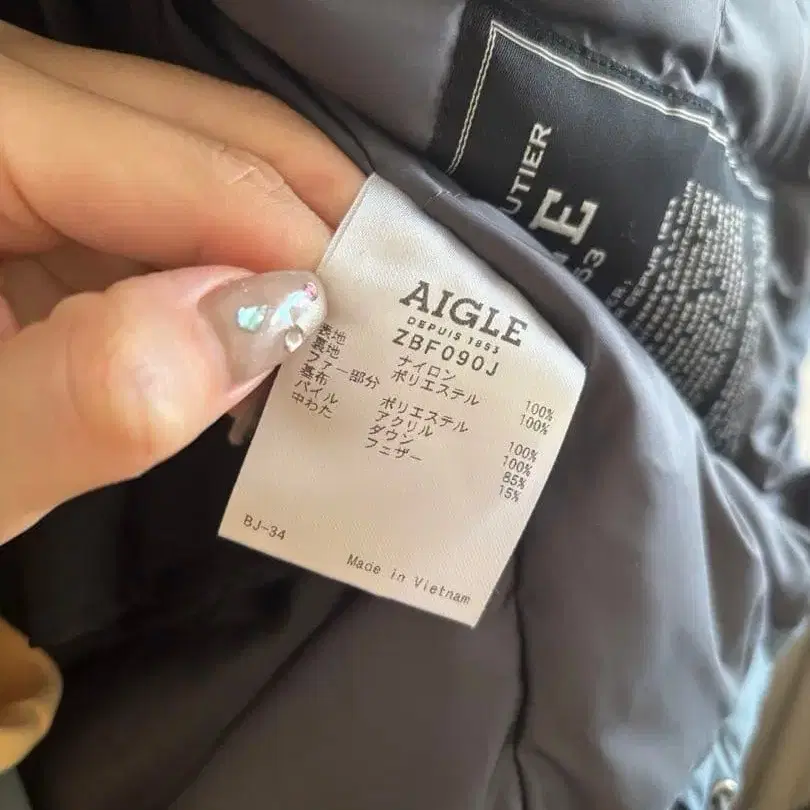 UTIER
E
53
AIGLE
DEPUIS 1853
ZBF090J
表地 ナイロン 100%
裏地 ポリエステル 100%
ファー部分
基布 ポリエステル 100%
パイル アクリル 100%
中わた ダウン 85%
フェザー 15%
BJ-34
Made in Vietnam